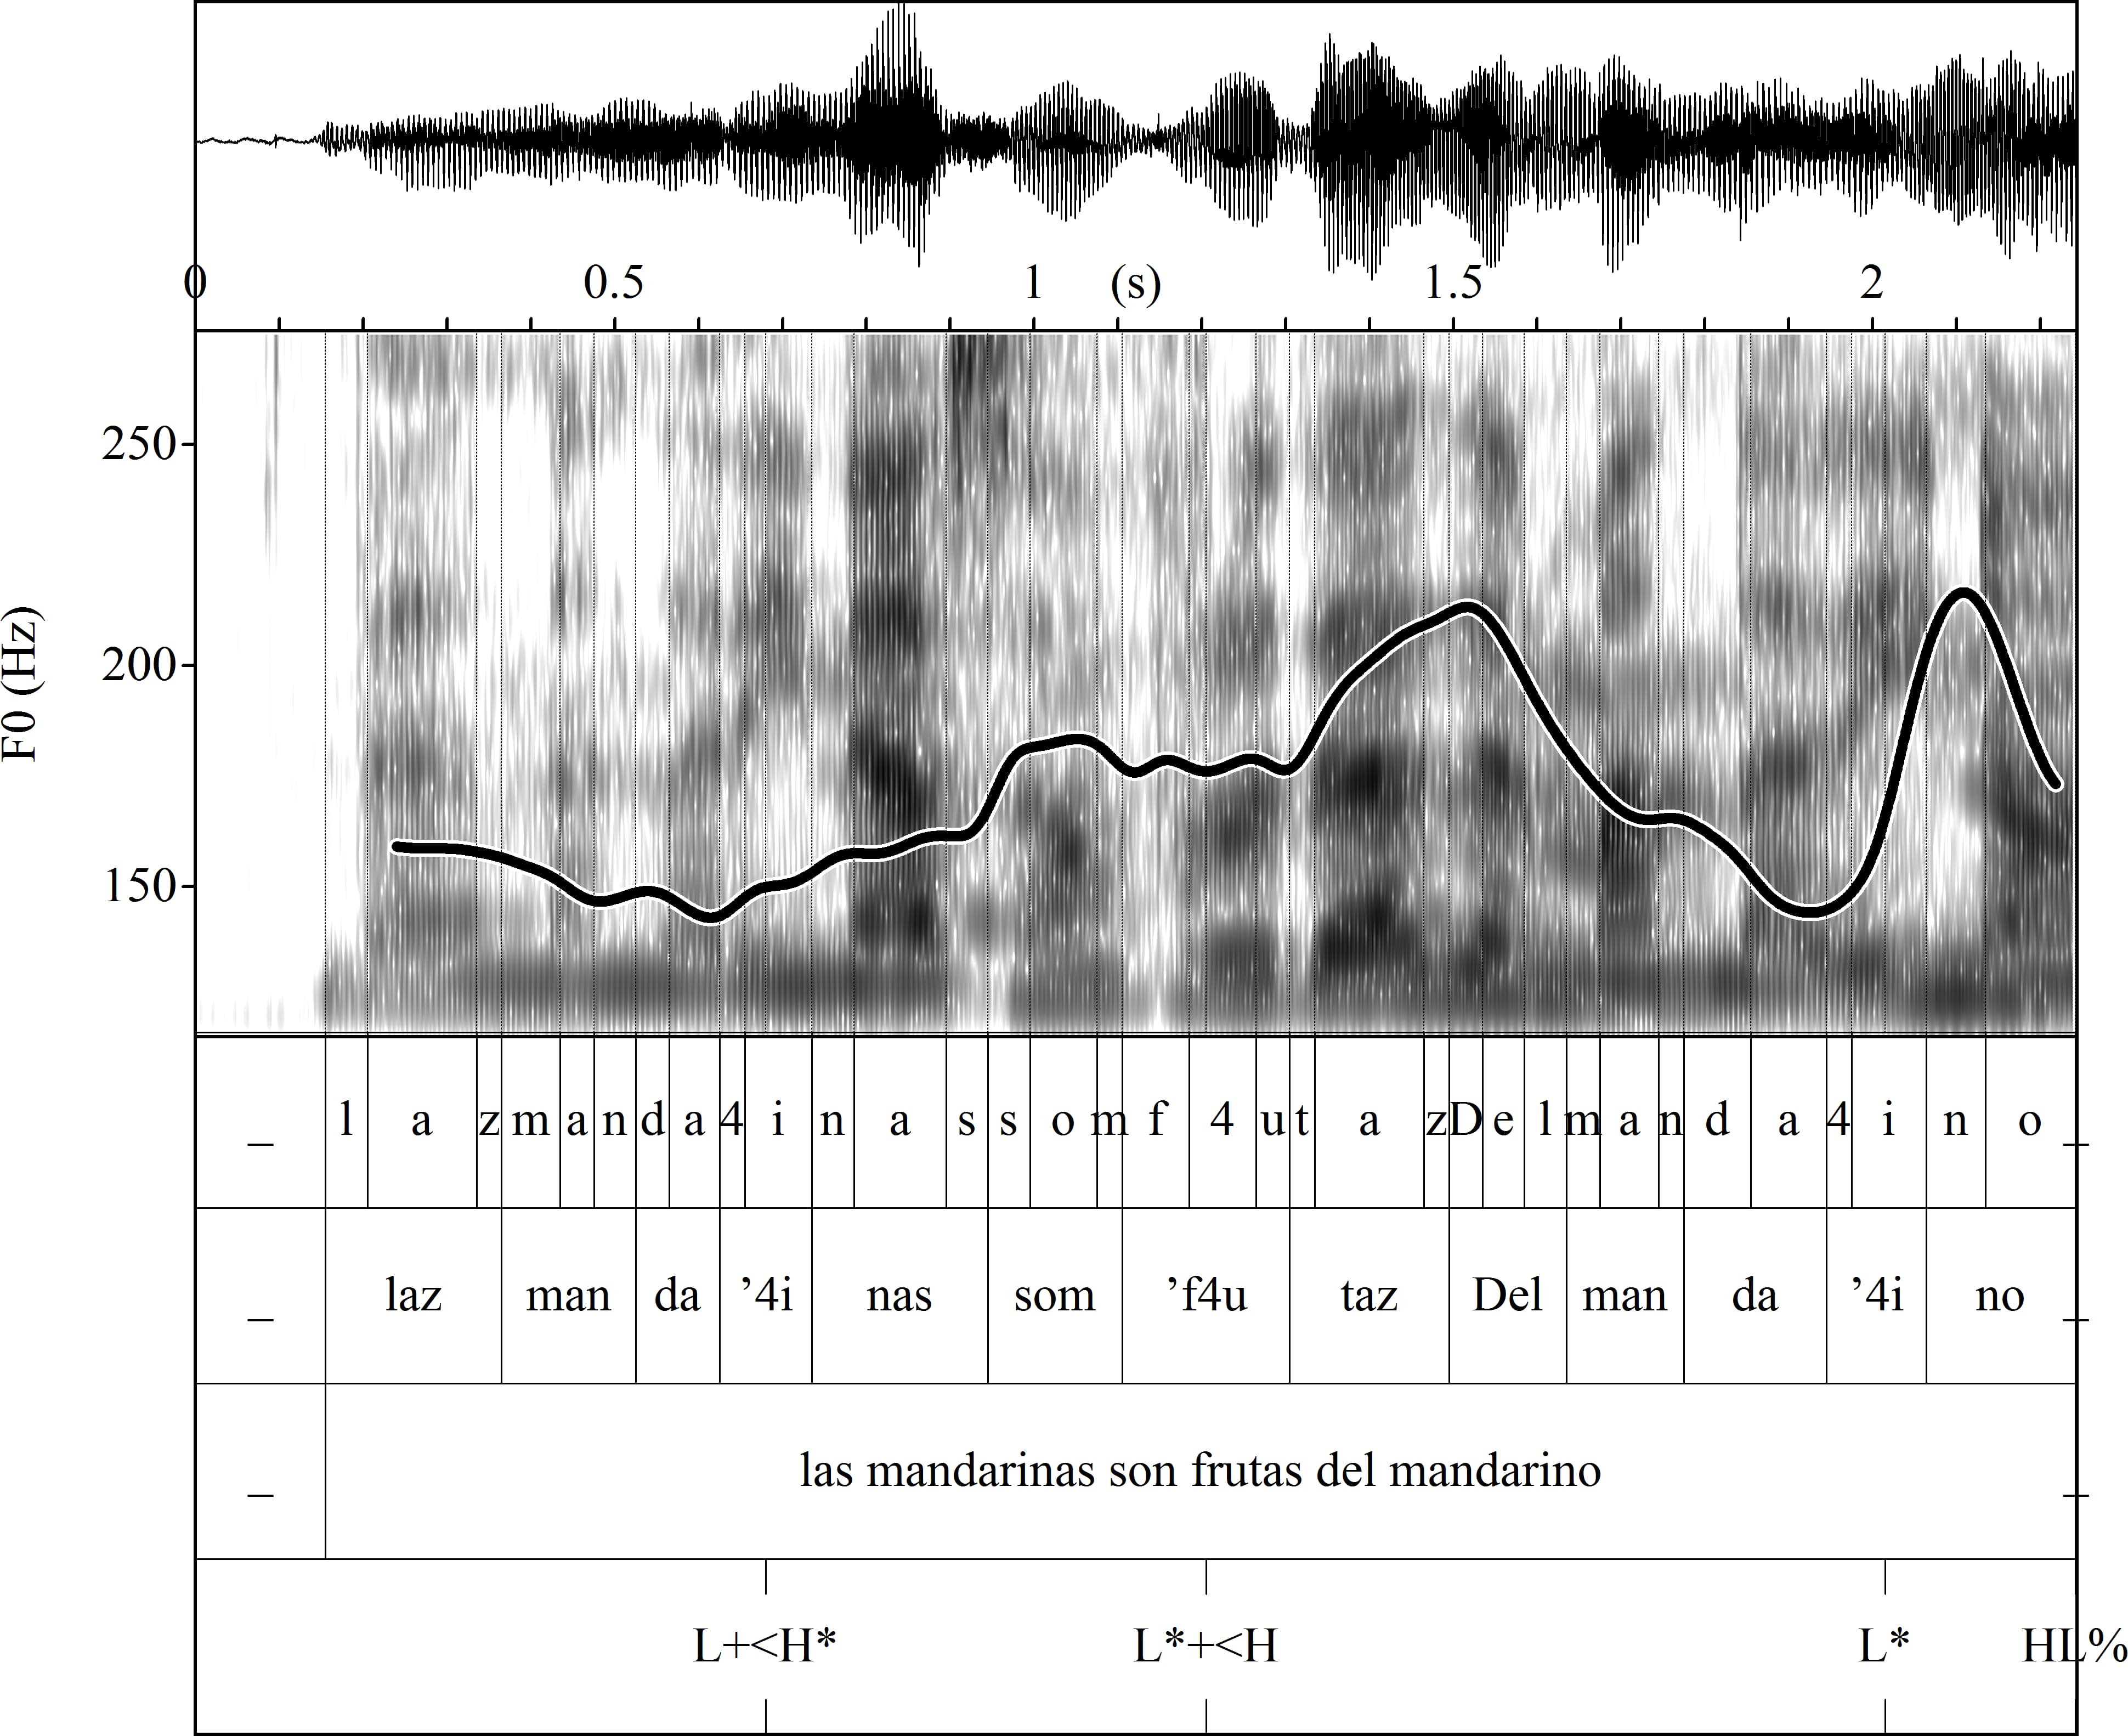 0 0.5 1 (s) 1.5 2
250
200
150
F0 (Hz)
_ l a z m a n d a 4 i n a s s o m f 4 u t a z D e l m a n d a 4 i n o _
_ laz man da ’4i nas som ’f4u taz Del man da ’4i no _
_ las mandarinas son frutas del mandarino _
L+<H* L*+<H L* HL%